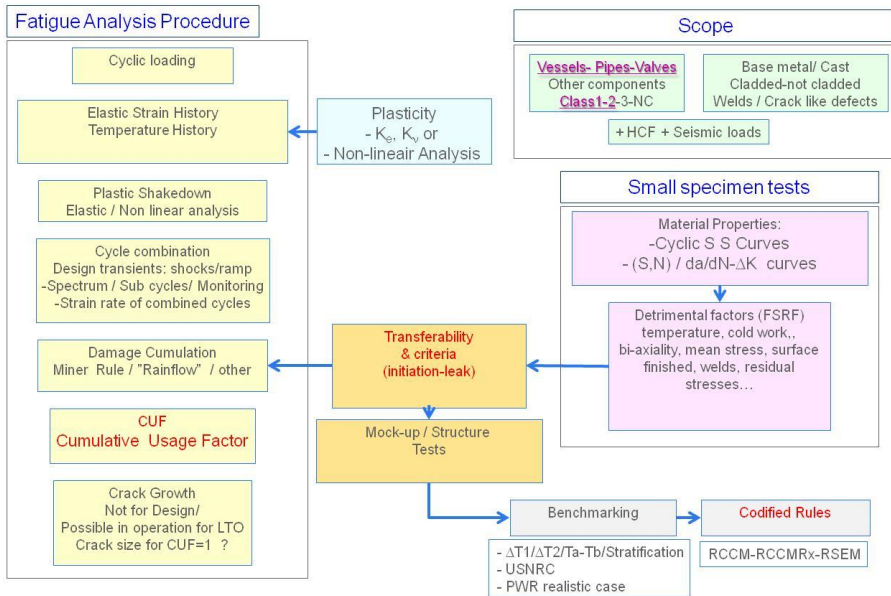 Fatigue Analysis Procedure
Cyclic loading
Elastic Strain History
Temperature History
Plastic Shakedown
Elastic / Non linear analysis
Cycle combination
Design transients: shocks/ramp
-Spectrum / Sub cycles/ Monitoring
-Strain rate of combined cycles
Damage Cumulation
Miner Rule / "Rainflow" / other
CUF
Cumulative Usage Factor
Crack Growth
Not for Design/
Possible in operation for LTO
Crack size for CUF=1 ?
Plasticity
- Ke, Kν or
- Non-lineair Analysis
Scope
Vessels- Pipes-Valves
Other components
Class1-2-3-NC
Base metal/ Cast
Cladded-not cladded
Welds / Crack like defects
+ HCF + Seismic loads
Small specimen tests
Material Properties:
-Cyclic S S Curves
- (S,N) / da/dN-ΔK curves
Detrimental factors (FSRF)
temperature, cold work,,
bi-axiality, mean stress, surface
finished, welds, residual
stresses…
Transferability
& criteria
(initiation-leak)
Mock-up / Structure
Tests
Benchmarking
- ΔT1/ΔT2/Ta-Tb/Stratification
- USNRC
- PWR realistic case
Codified Rules
RCCM-RCCMRx-RSEM